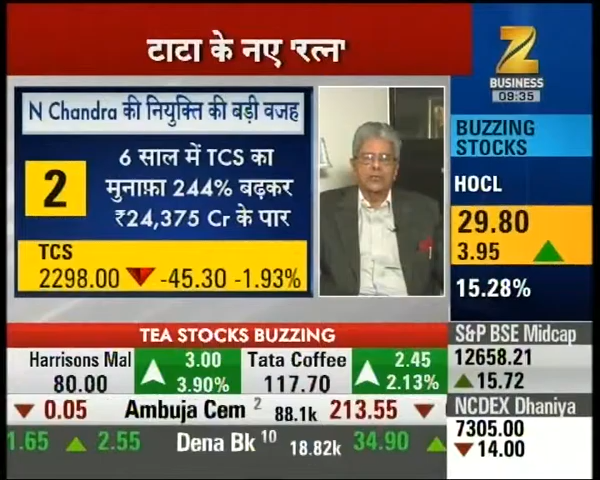 टाटा के नए 'रत्न'
Z
BUSINESS
09:35
N Chandra की नियुक्ति की बड़ी वजह
2
6 साल में TCS का
मुनाफ़ा 244% बढ़कर
₹24,375 Cr के पार
TCS
2298.00 -45.30 -1.93%
BUZZING
STOCKS
HOCL
29.80
3.95
15.28%
TEA STOCKS BUZZING
Harrisons Mal 3.00 Tata Coffee 2.45
80.00 3.90% 117.70 2.13%
S&P BSE Midcap
12658.21
15.72
NCDEX Dhaniya
7305.00
14.00
0.05 Ambuja Cem 2 88.1k 213.55
1.65 2.55 Dena Bk 10 18.82k 34.90